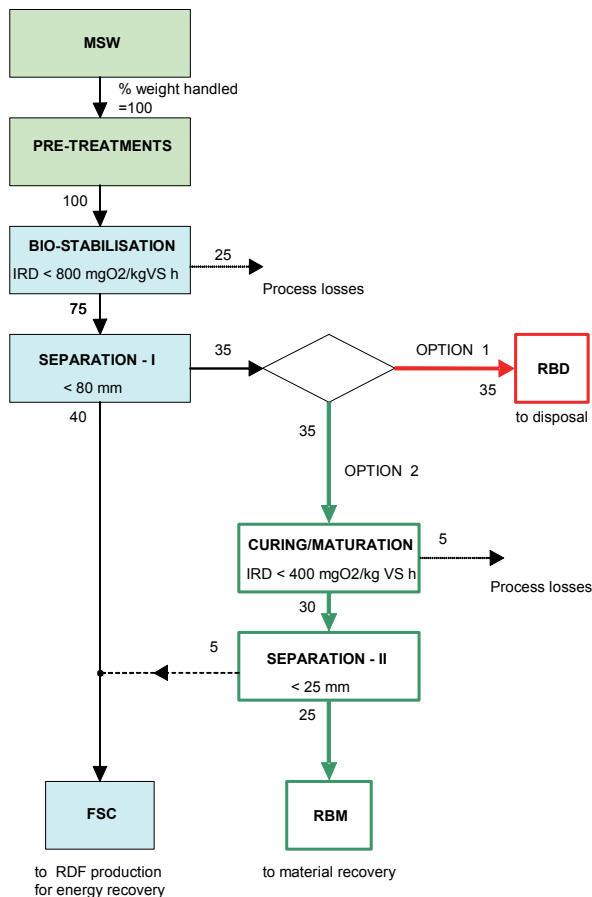 MSW
% weight handled
=100
PRE-TREATMENTS
100
BIO-STABILISATION
IRD < 800 mgO2/kgVS h
25
Process losses
75
SEPARATION - I
< 80 mm
35
OPTION 1
RBD
35
to disposal
40
35
OPTION 2
CURING/MATURATION
IRD < 400 mgO2/kg VS h
5
Process losses
30
SEPARATION - II
< 25 mm
5
25
FSC
RBM
to RDF production
for energy recovery
to material recovery